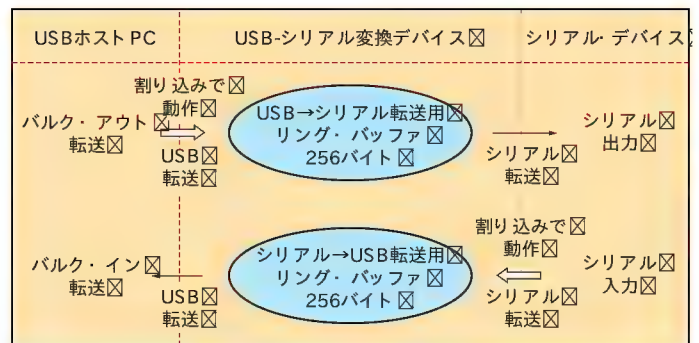 USBホストPC
USB-シリアル変換デバイス
シリアル・デバイス
割り込みで
動作
バルク・アウト
転送
USB
転送
USB→シリアル転送用
リング・バッファ
256バイト
シリアル
転送
シリアル
出力
バルク・イン
転送
USB
転送
シリアル→USB転送用
リング・バッファ
256バイト
割り込みで
動作
シリアル
転送
シリアル
入力